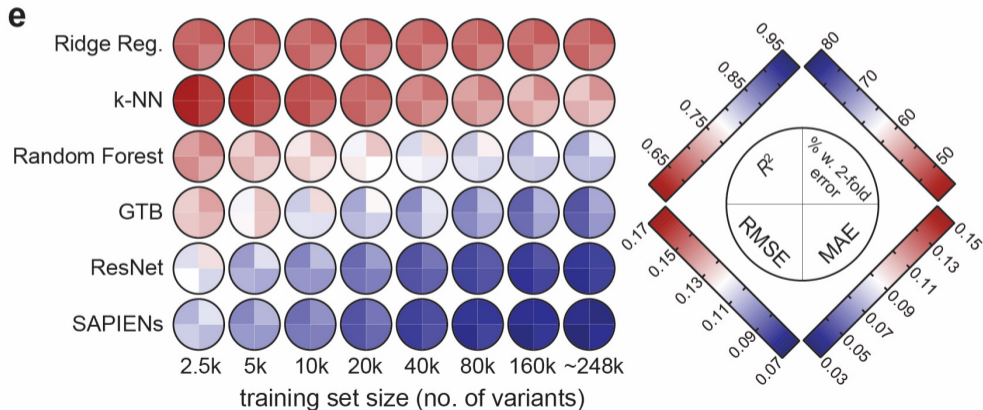 e
Ridge Reg.
k-NN
Random Forest
GTB
ResNet
SAPIENs
2.5k 5k 10k 20k 40k 80k 160k ~248k
training set size (no. of variants)
0.95
0.85
0.75
0.65
80
70
60
50
R²
% w. 2-fold
error
RMSE
MAE
0.17
0.15
0.13
0.11
0.09
0.07
0.15
0.13
0.11
0.09
0.07
0.05
0.03